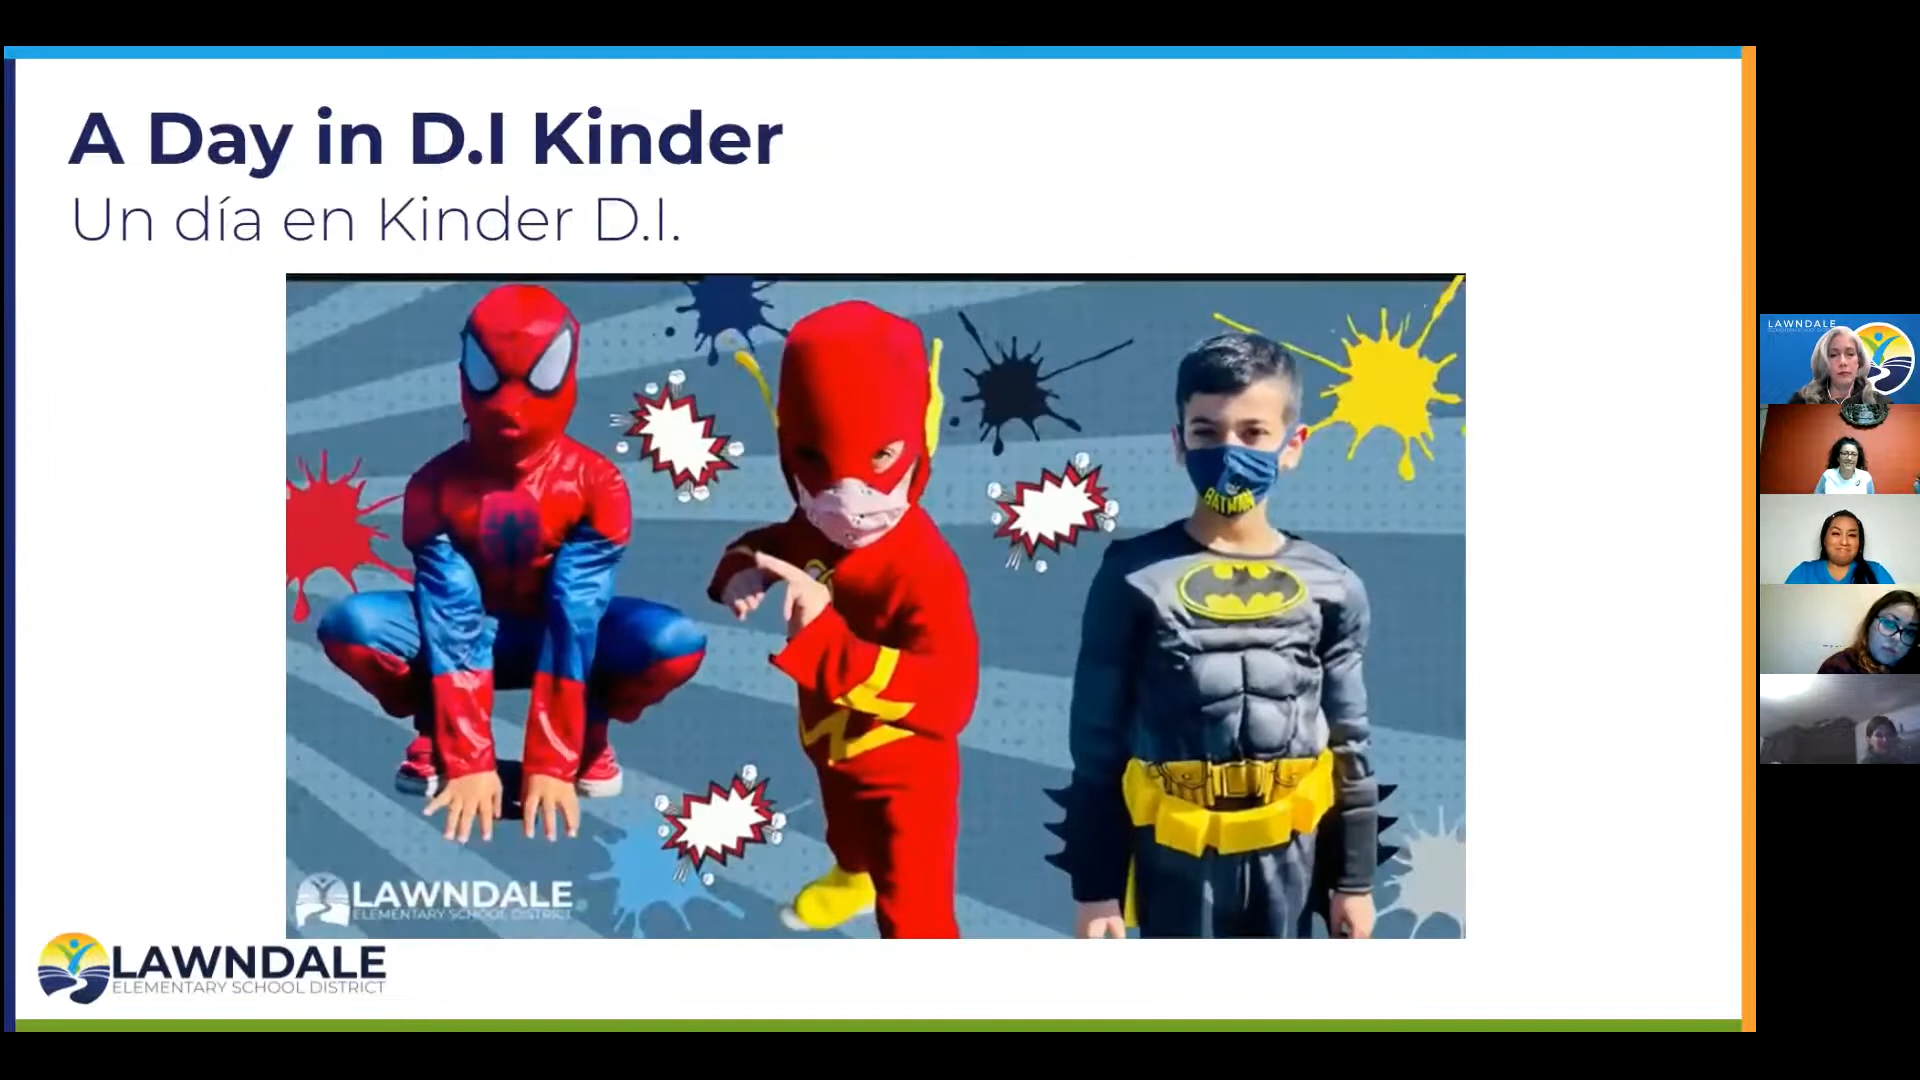 A Day in D.I Kinder
Un día en Kinder D.I.
BATMAN
LAWNDALE
ELEMENTARY SCHOOL DISTRICT
LAWNDALE
ELEMENTARY SCHOOL DISTRICT
LAWNDALE